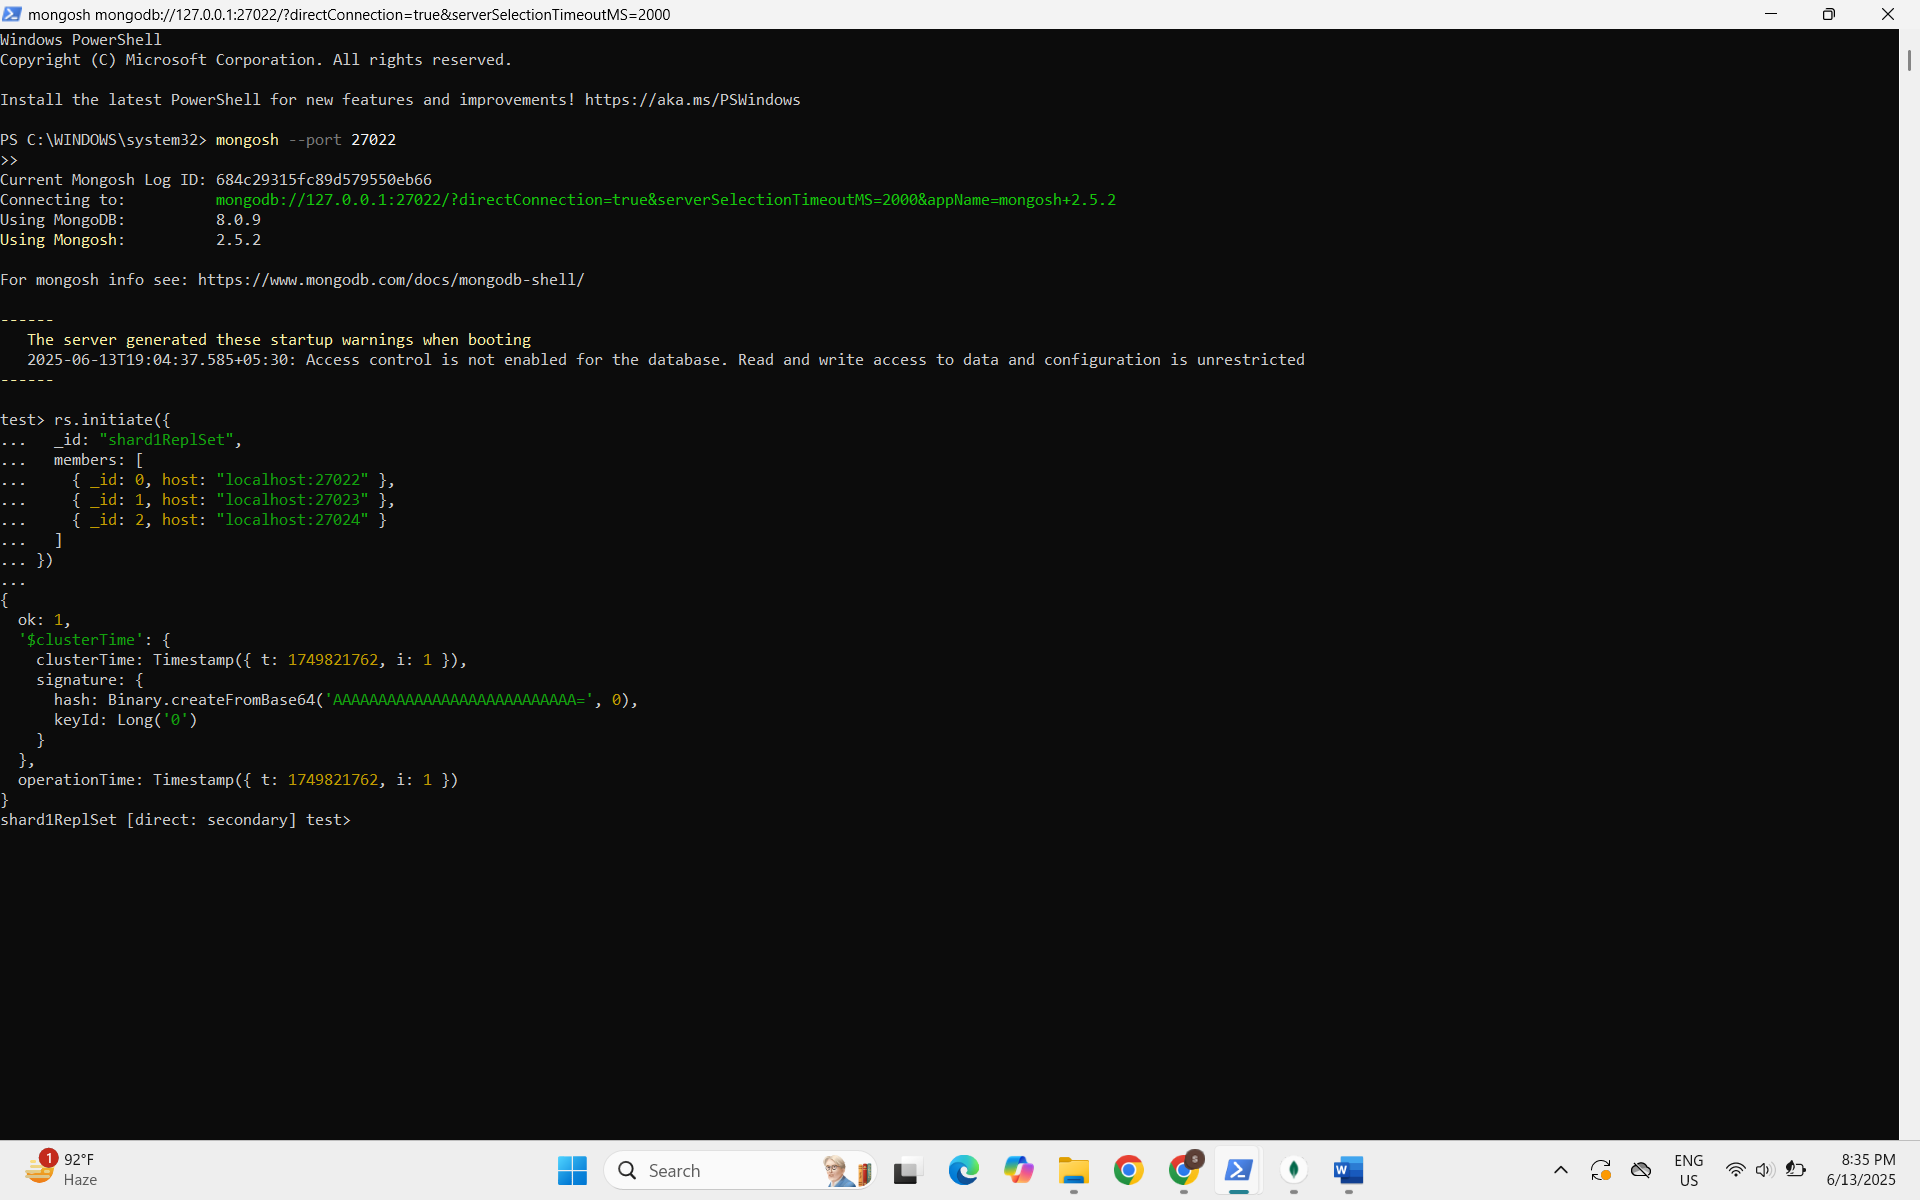 mongosh mongodb://127.0.0.1:27022/?directConnection=true&serverSelectionTimeoutMS=2000
Windows PowerShell
Copyright (C) Microsoft Corporation. All rights reserved.
Install the latest PowerShell for new features and improvements! https://aka.ms/PSWindows
PS C:\WINDOWS\system32> mongosh --port 27022
>>
Current Mongosh Log ID: 684c29315fc89d579550eb66
Connecting to:          mongodb://127.0.0.1:27022/?directConnection=true&serverSelectionTimeoutMS=2000&appName=mongosh+2.5.2
Using MongoDB:          8.0.9
Using Mongosh:          2.5.2
For mongosh info see: https://www.mongodb.com/docs/mongodb-shell/
------
   The server generated these startup warnings when booting
   2025-06-13T19:04:37.585+05:30: Access control is not enabled for the database. Read and write access to data and configuration is unrestricted
------
test> rs.initiate({
...   _id: "shard1ReplSet",
...   members: [
...     { _id: 0, host: "localhost:27022" },
...     { _id: 1, host: "localhost:27023" },
...     { _id: 2, host: "localhost:27024" }
...   ]
... })
...
{
  ok: 1,
  '$clusterTime': {
    clusterTime: Timestamp({ t: 1749821762, i: 1 }),
    signature: {
      hash: Binary.createFromBase64('AAAAAAAAAAAAAAAAAAAAAAAAAAA=', 0),
      keyId: Long('0')
    }
  },
  operationTime: Timestamp({ t: 1749821762, i: 1 })
}
shard1ReplSet [direct: secondary] test>
1
92°F
Haze
Search
S
W
ENG
US
8:35 PM
6/13/2025